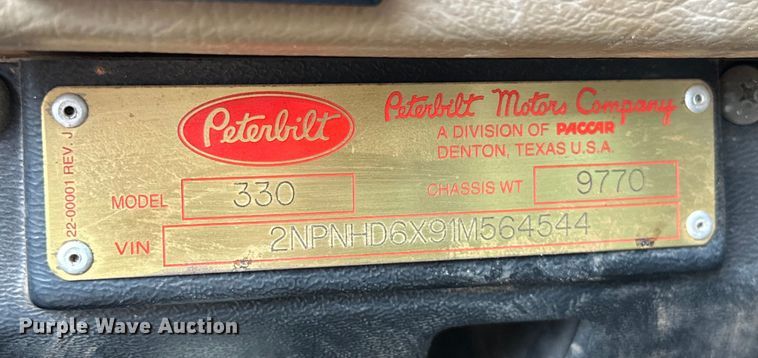 Peterbilt
Peterbilt Motors Company
A DIVISION OF PACCAR
DENTON, TEXAS U.S.A.
MODEL 330 CHASSIS WT 9770
VIN 2NPNHD6X91M564544
22-00001 REV. J
Purple Wave Auction